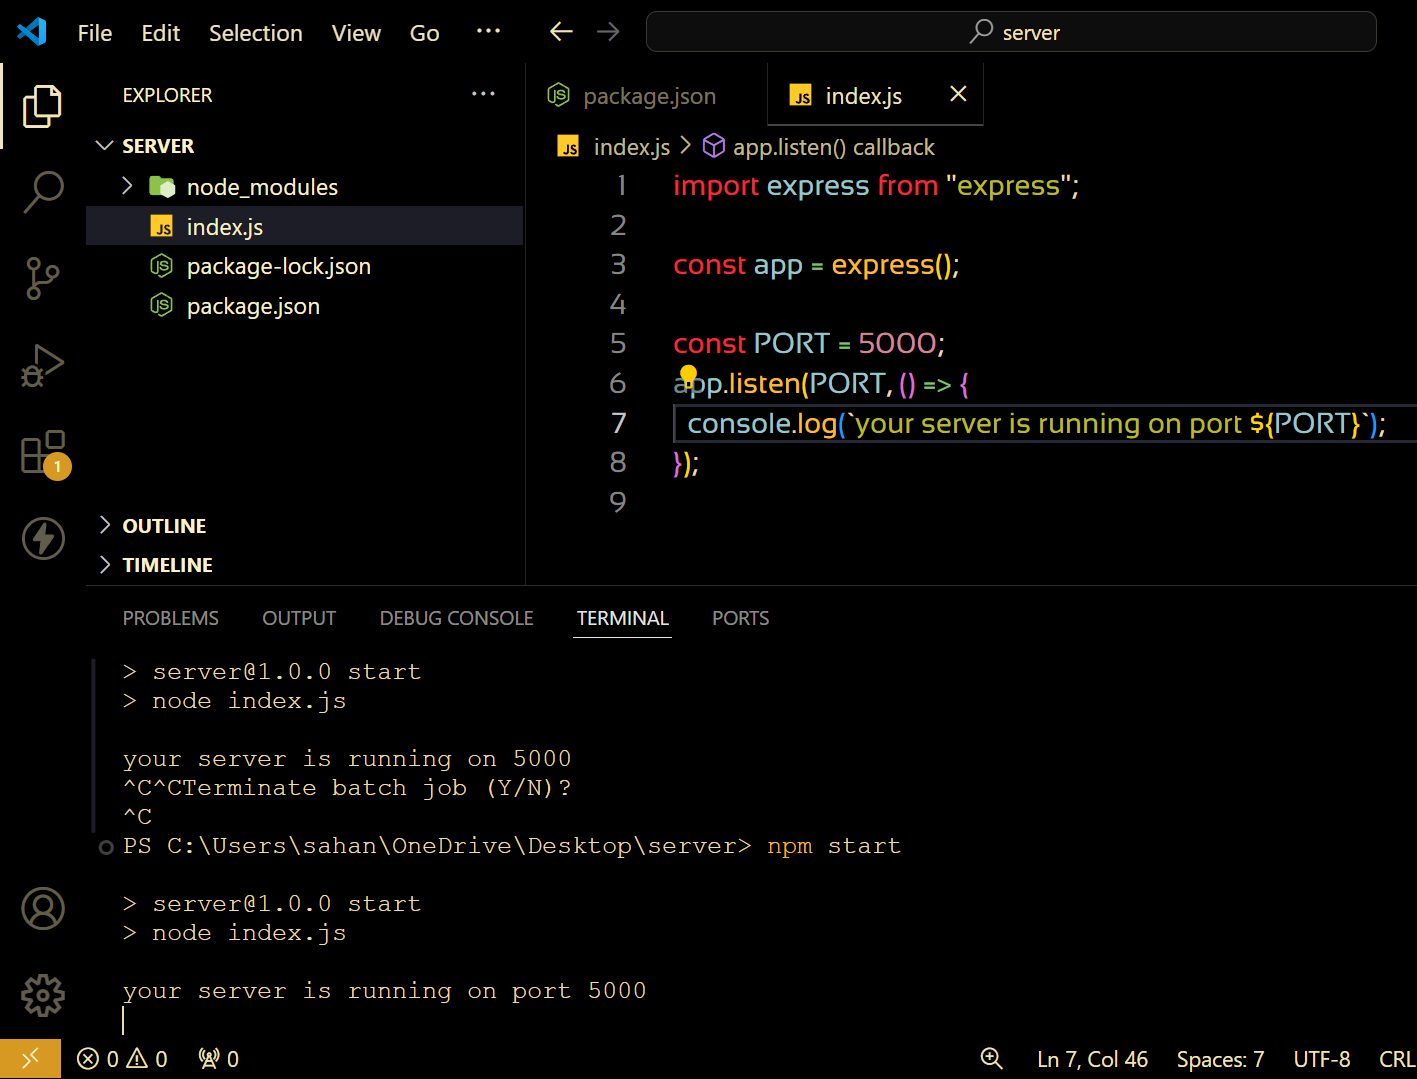 File Edit Selection View Go ··· server
EXPLORER ···
SERVER
node_modules
JS index.js
JS package-lock.json
JS package.json
OUTLINE
TIMELINE
1
JS package.json JS index.js
JS index.js > app.listen() callback
1 import express from "express";
2
3 const app = express();
4
5 const PORT = 5000;
6 app.listen(PORT, () => {
7 console.log(`your server is running on port ${PORT}`);
8 });
9
PROBLEMS OUTPUT DEBUG CONSOLE TERMINAL PORTS
> server@1.0.0 start
> node index.js
your server is running on 5000
^C^CTerminate batch job (Y/N)?
^C
PS C:\Users\sahan\OneDrive\Desktop\server> npm start
> server@1.0.0 start
> node index.js
your server is running on port 5000
0 0 0 Ln 7, Col 46 Spaces: 7 UTF-8 CRL